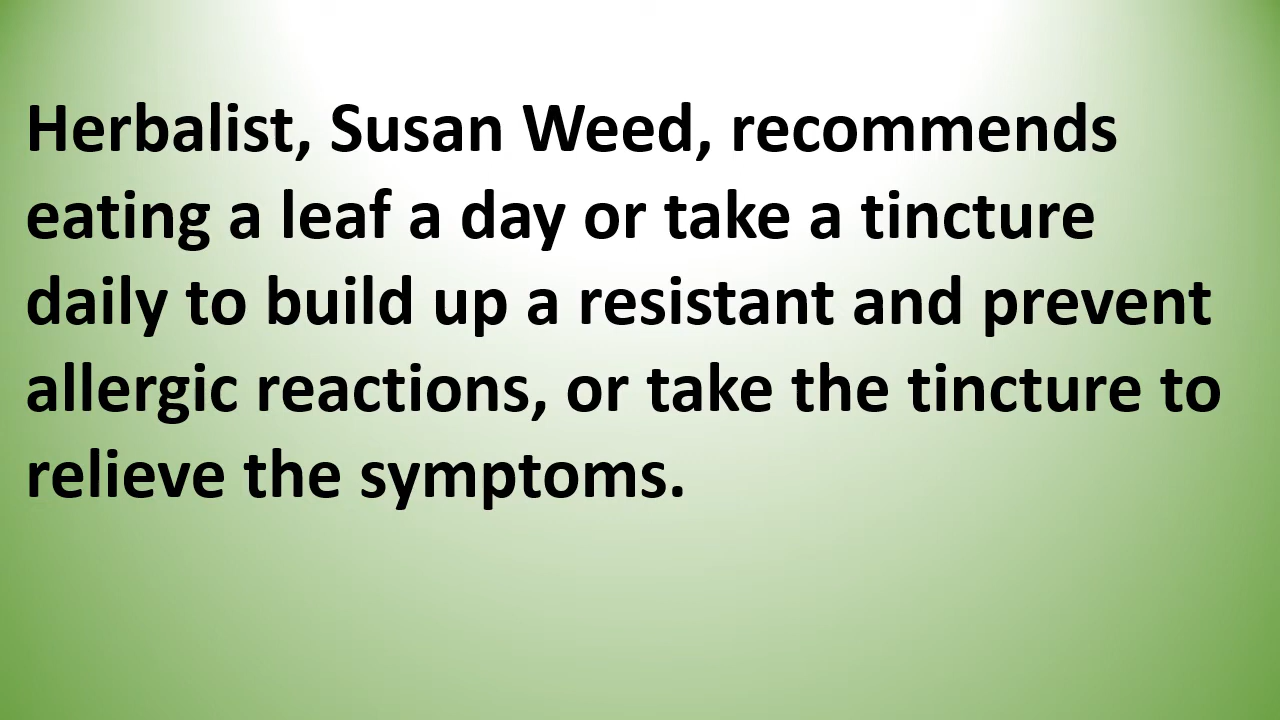 Herbalist, Susan Weed, recommends
eating a leaf a day or take a tincture
daily to build up a resistant and prevent
allergic reactions, or take the tincture to
relieve the symptoms.